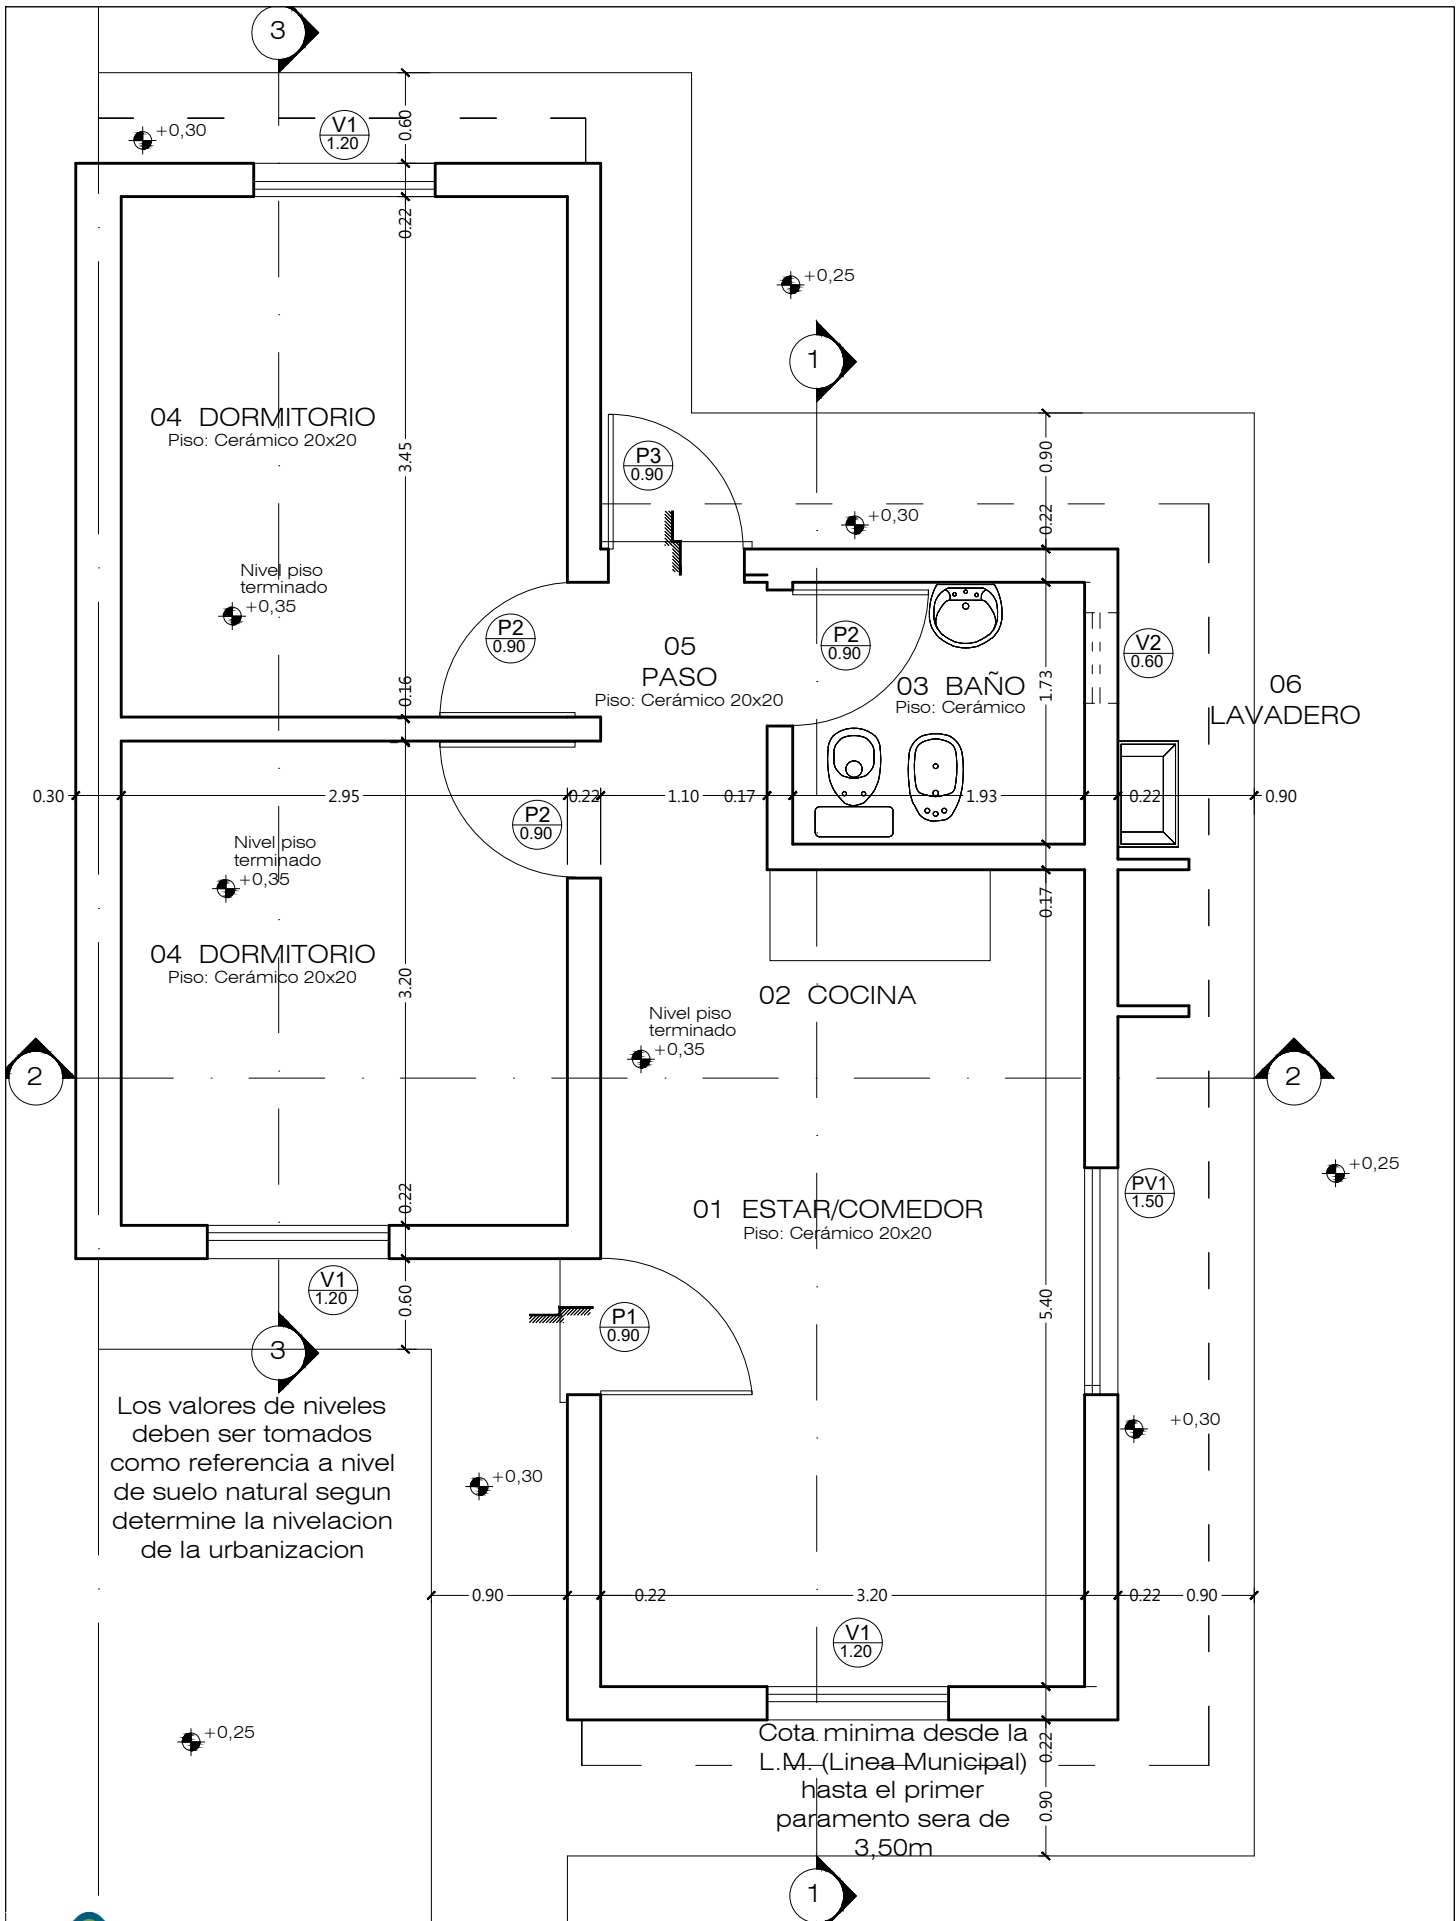 3
+0,30
V1
1.20
0.60
0.22
+0,25
1
04 DORMITORIO
Piso: Cerámico 20x20
3.45
P3
0.90
0.90
0.22
+0,30
Nivel piso
terminado
+0,35
P2
0.90
05
PASO
Piso: Cerámico 20x20
P2
0.90
03 BAÑO
Piso: Cerámico
1.73
V2
0.60
06
LAVADERO
0.16
0.30
2.95
0.22
1.10
0.17
1.93
0.22
0.90
P2
0.90
Nivel piso
terminado
+0,35
0.17
04 DORMITORIO
Piso: Cerámico 20x20
3.20
02 COCINA
Nivel piso
terminado
+0,35
2
2
+0,25
PV1
1.50
01 ESTAR/COMEDOR
Piso: Cerámico 20x20
0.22
V1
1.20
0.60
P1
0.90
5.40
3
Los valores de niveles
deben ser tomados
como referencia a nivel
de suelo natural segun
determine la nivelacion
de la urbanizacion
+0,30
+0,30
0.90
0.22
3.20
0.22
0.90
V1
1.20
+0,25
Cota minima desde la
L.M. (Linea Municipal)
hasta el primer
paramento sera de
3,50m
0.22
0.90
1